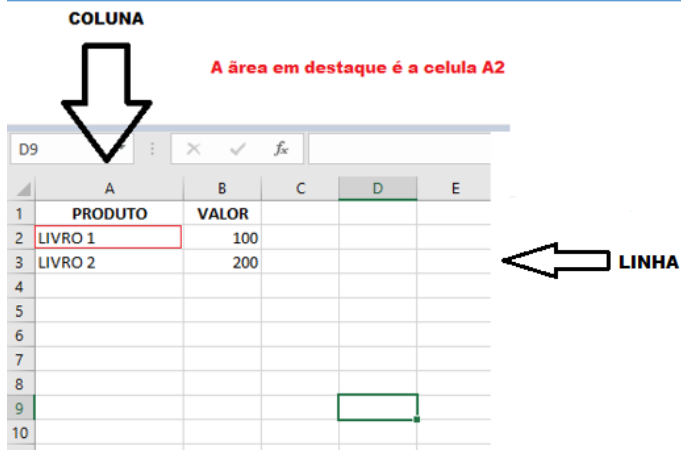 COLUNA
A ãrea em destaque é a celula A2
D9 fx
A B C D E
1 PRODUTO VALOR
2 LIVRO 1 100
3 LIVRO 2 200
LINHA
4
5
6
7
8
9
10